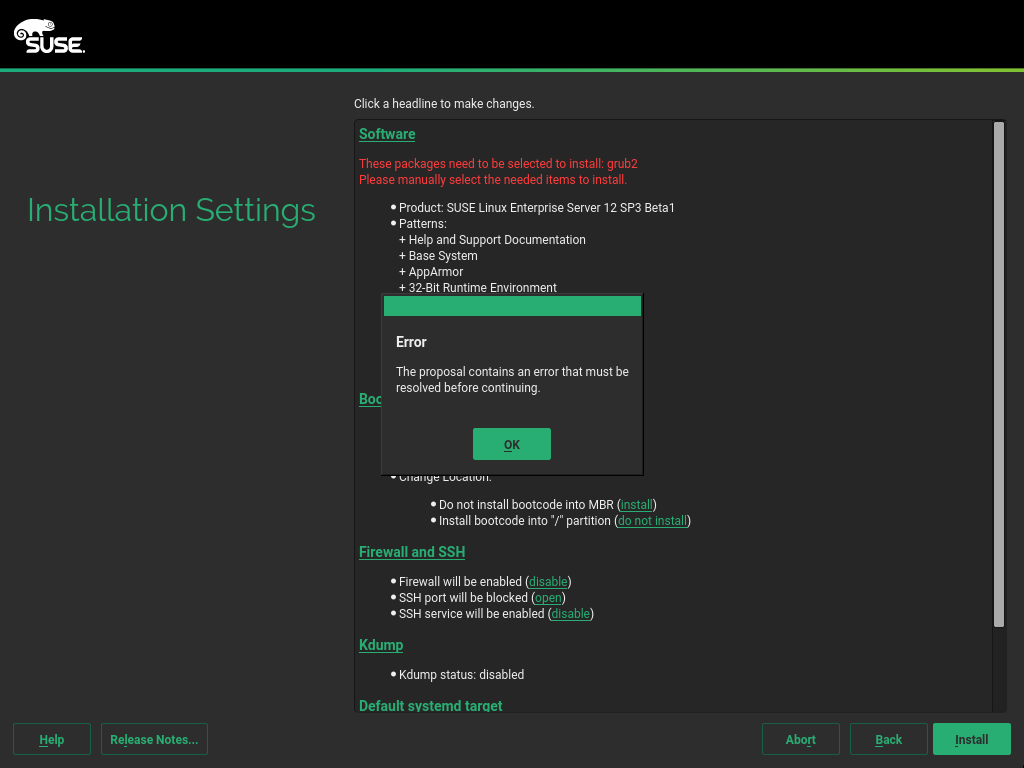 SUSE.
Click a headline to make changes.
Installation Settings
Software
These packages need to be selected to install: grub2
Please manually select the needed items to install.
Product: SUSE Linux Enterprise Server 12 SP3 Beta1
Patterns:
+ Help and Support Documentation
+ Base System
+ AppArmor
+ 32-Bit Runtime Environment
Error
The proposal contains an error that must be
resolved before continuing.
OK
Boo
Change Location:
Do not install bootcode into MBR (install)
Install bootcode into "/" partition (do not install)
Firewall and SSH
Firewall will be enabled (disable)
SSH port will be blocked (open)
SSH service will be enabled (disable)
Kdump
Kdump status: disabled
Default systemd target
Help
Release Notes...
Abort
Back
Install